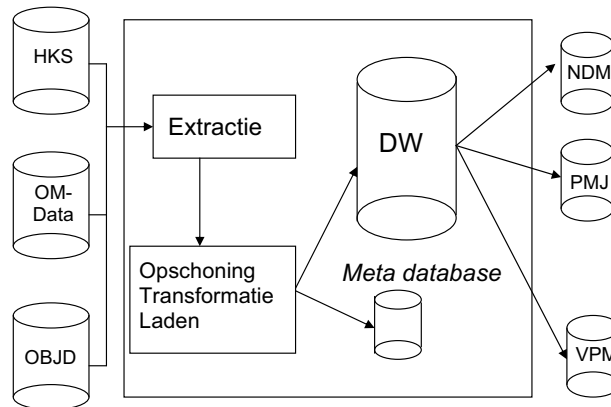 HKS
OM-
Data
OBJD
Extractie
Opschoning
Transformatie
Laden
DW
Meta database
NDM
PMJ
VPM